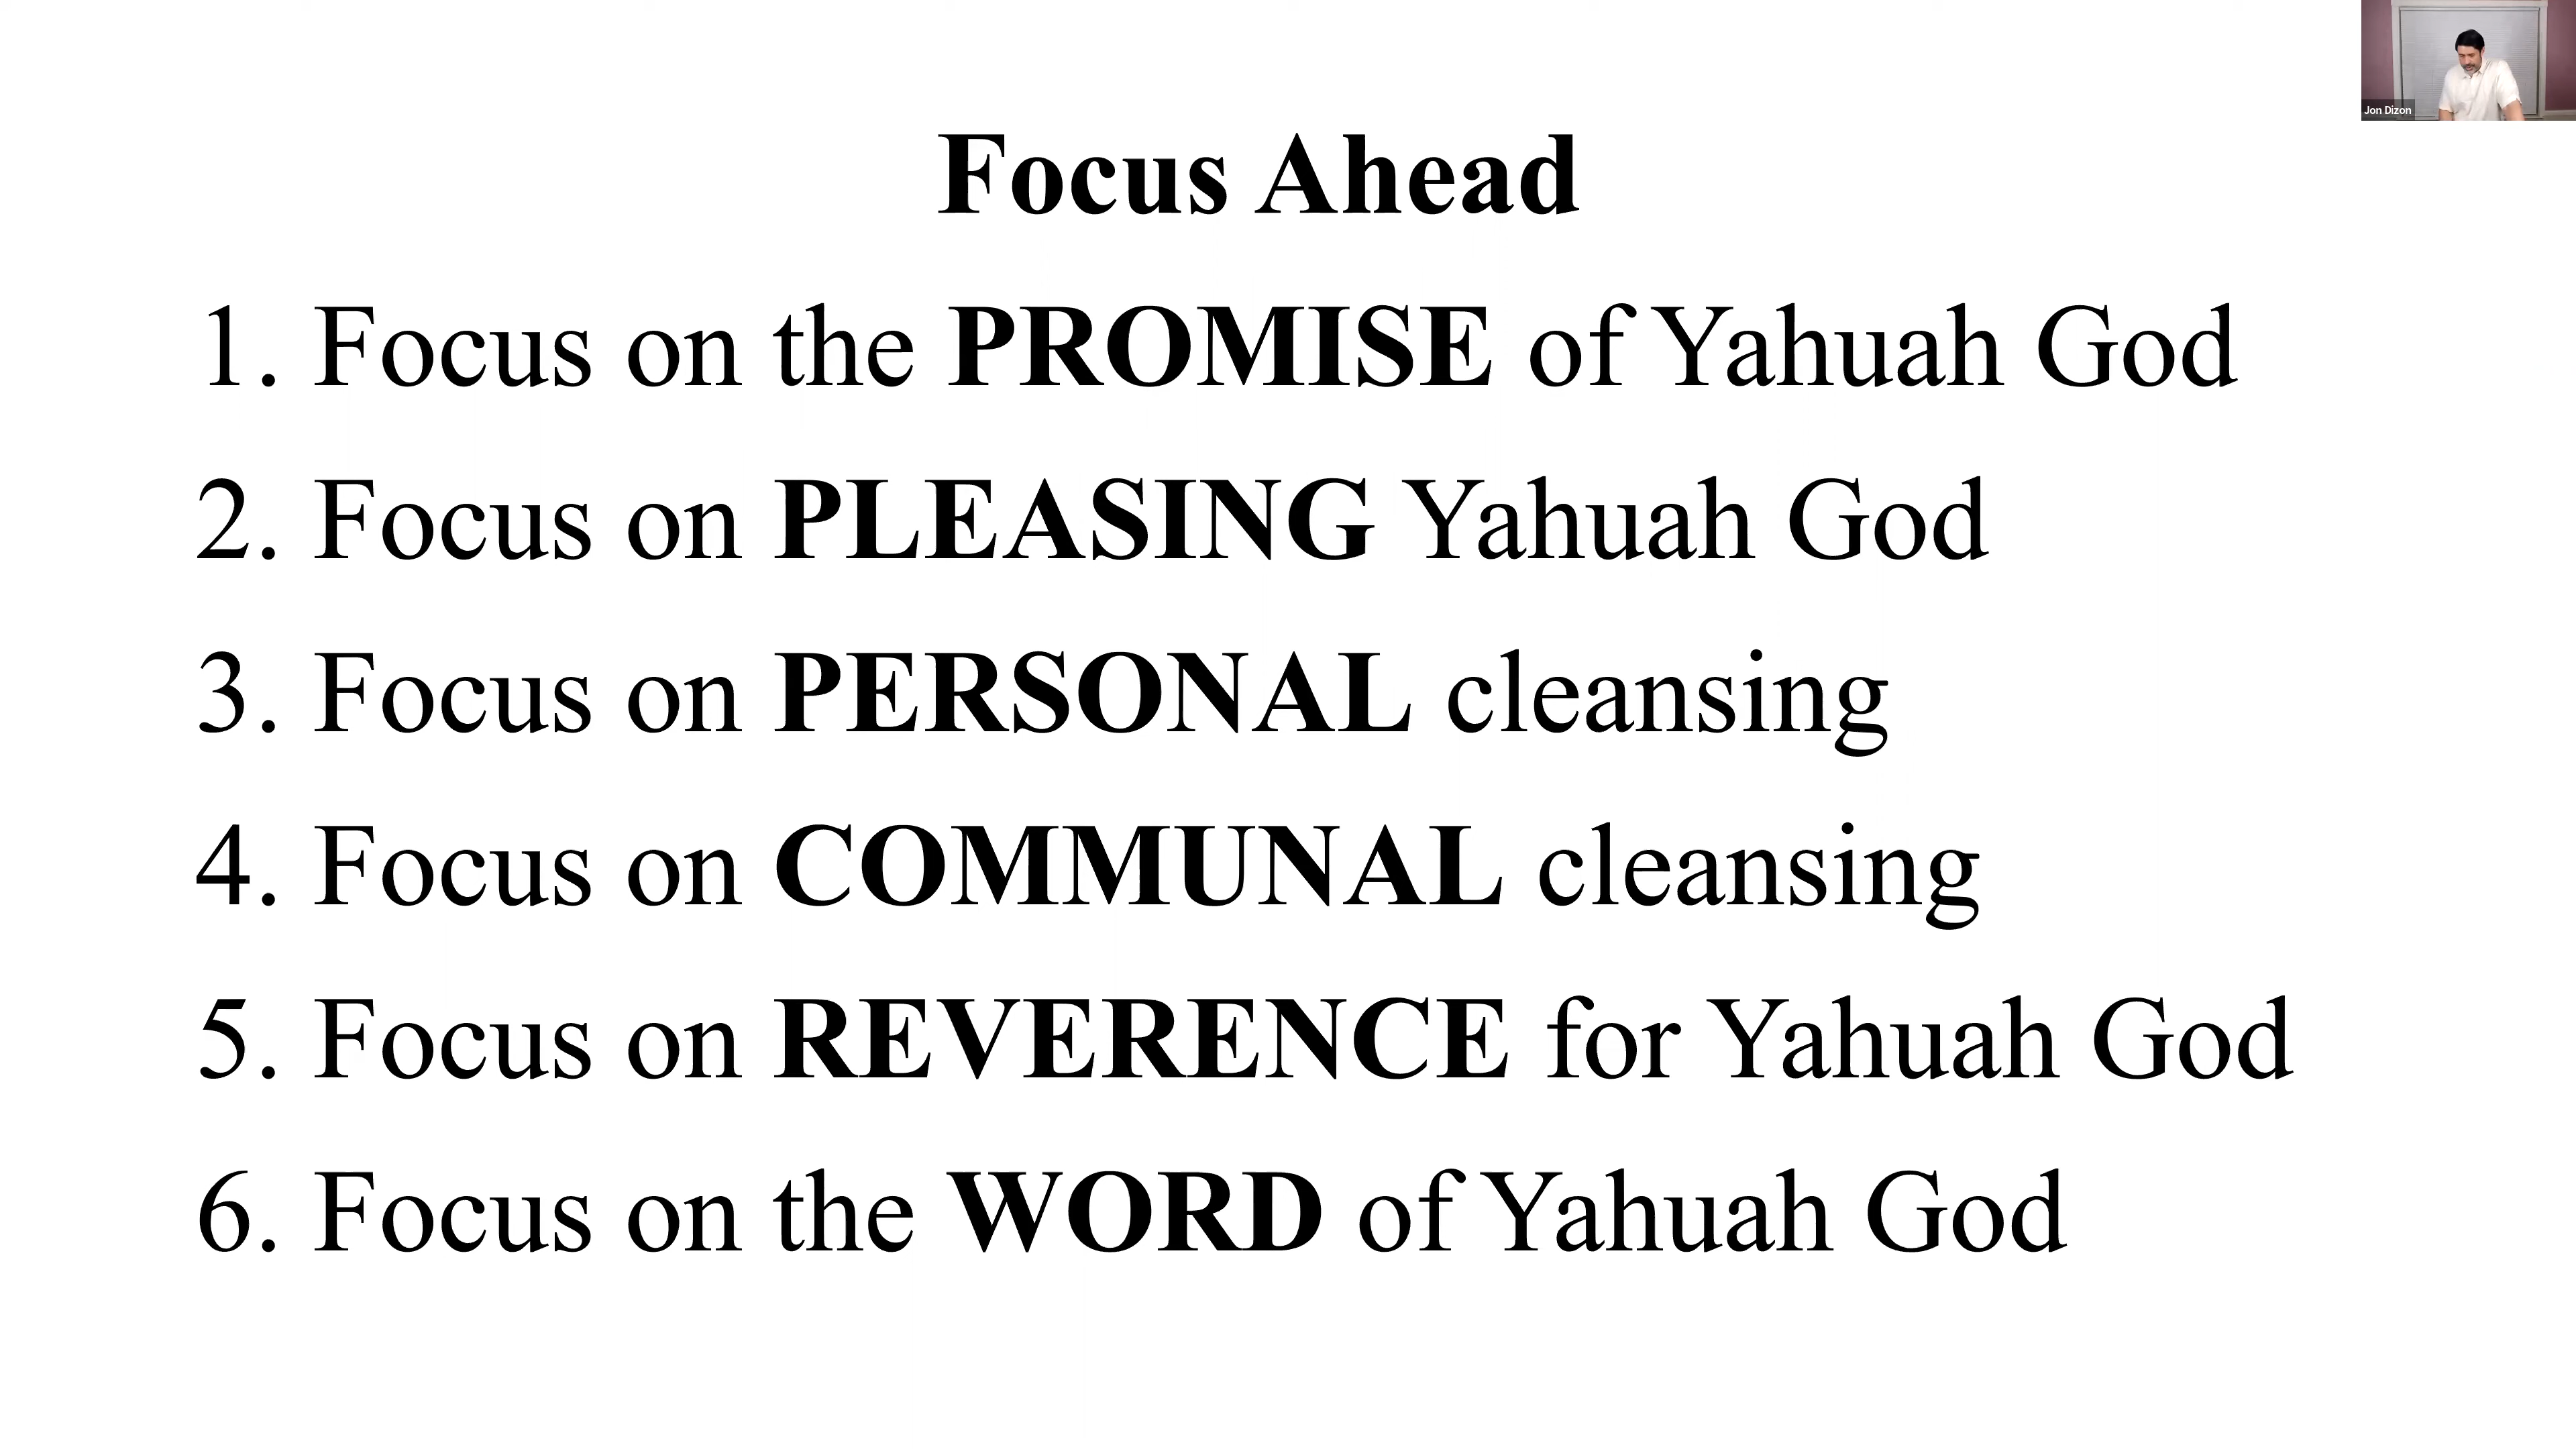 Jon Dizon
Focus Ahead
1. Focus on the PROMISE of Yahuah God
2. Focus on PLEASING Yahuah God
3. Focus on PERSONAL cleansing
4. Focus on COMMUNAL cleansing
5. Focus on REVERENCE for Yahuah God
6. Focus on the WORD of Yahuah God